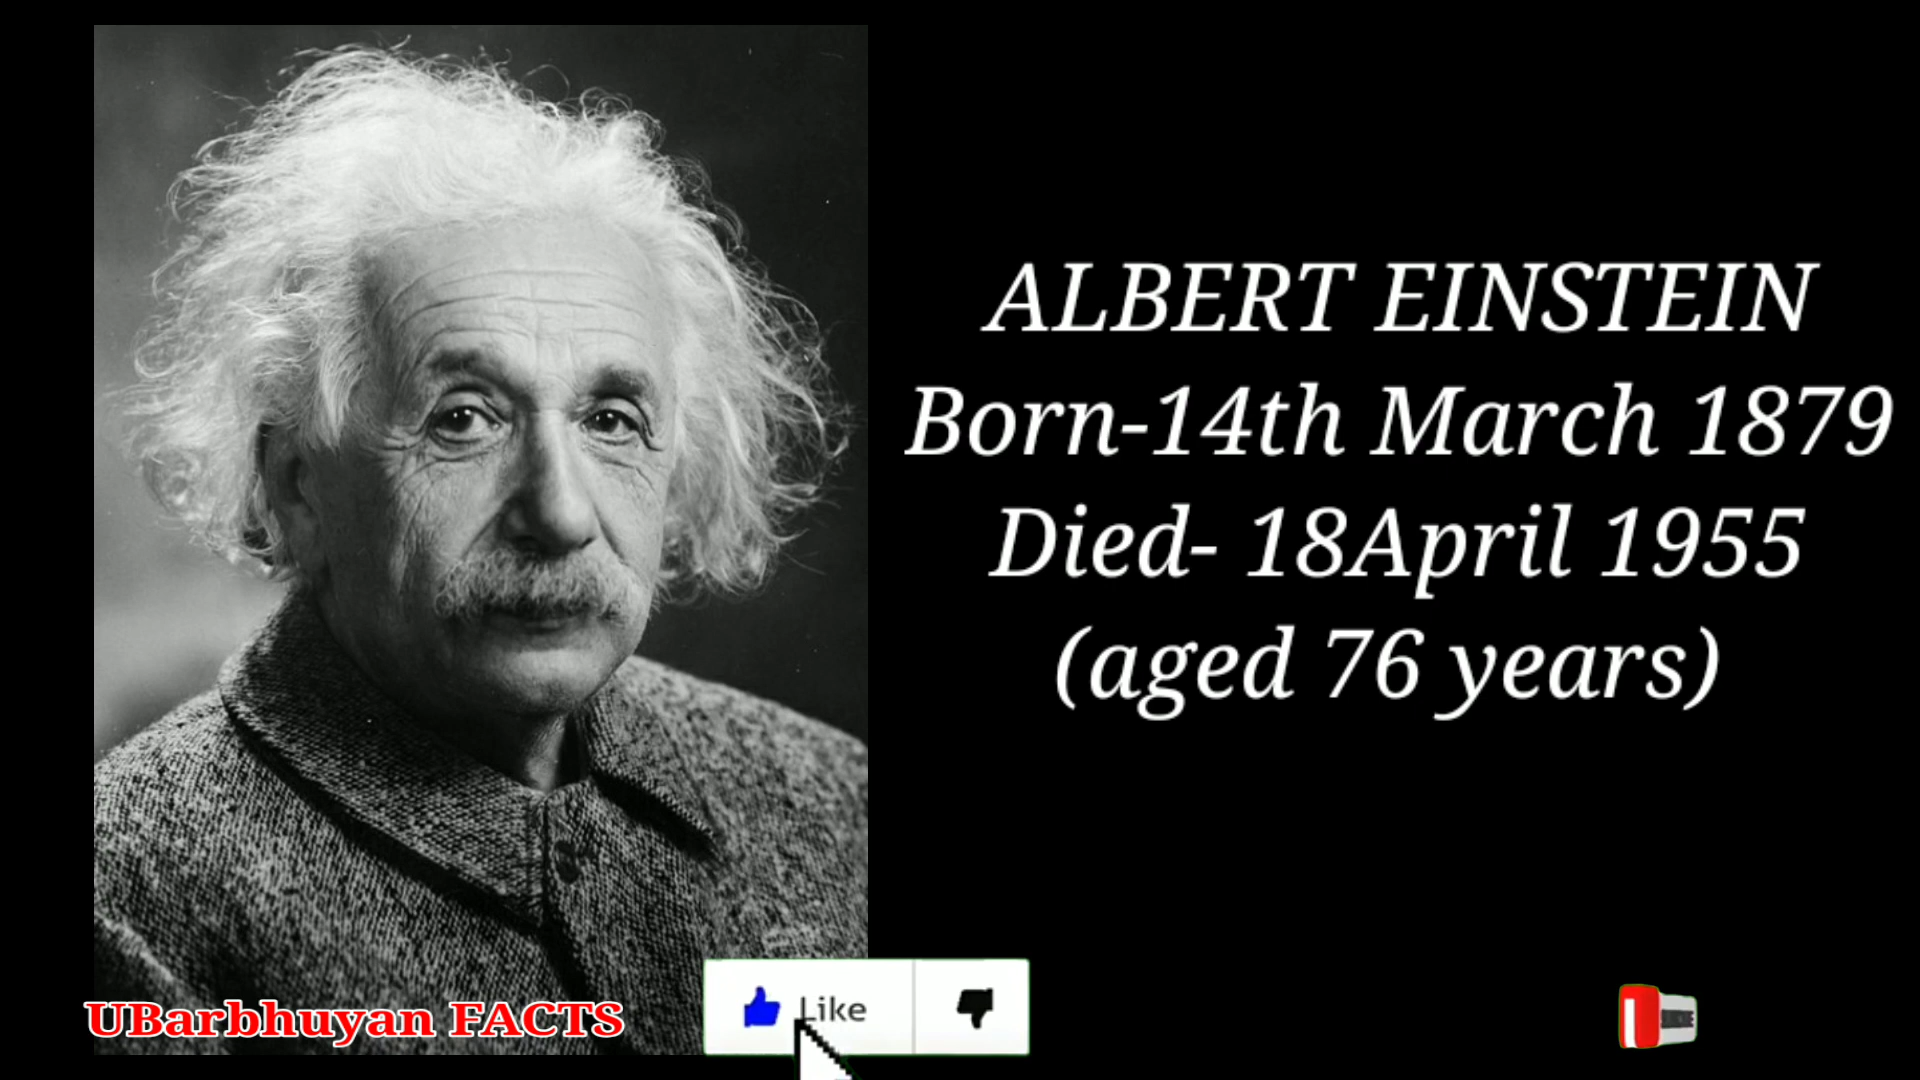 ALBERT EINSTEIN
Born-14th March 1879
Died- 18April 1955
(aged 76 years)
UBarbhuyan FACTS
Like